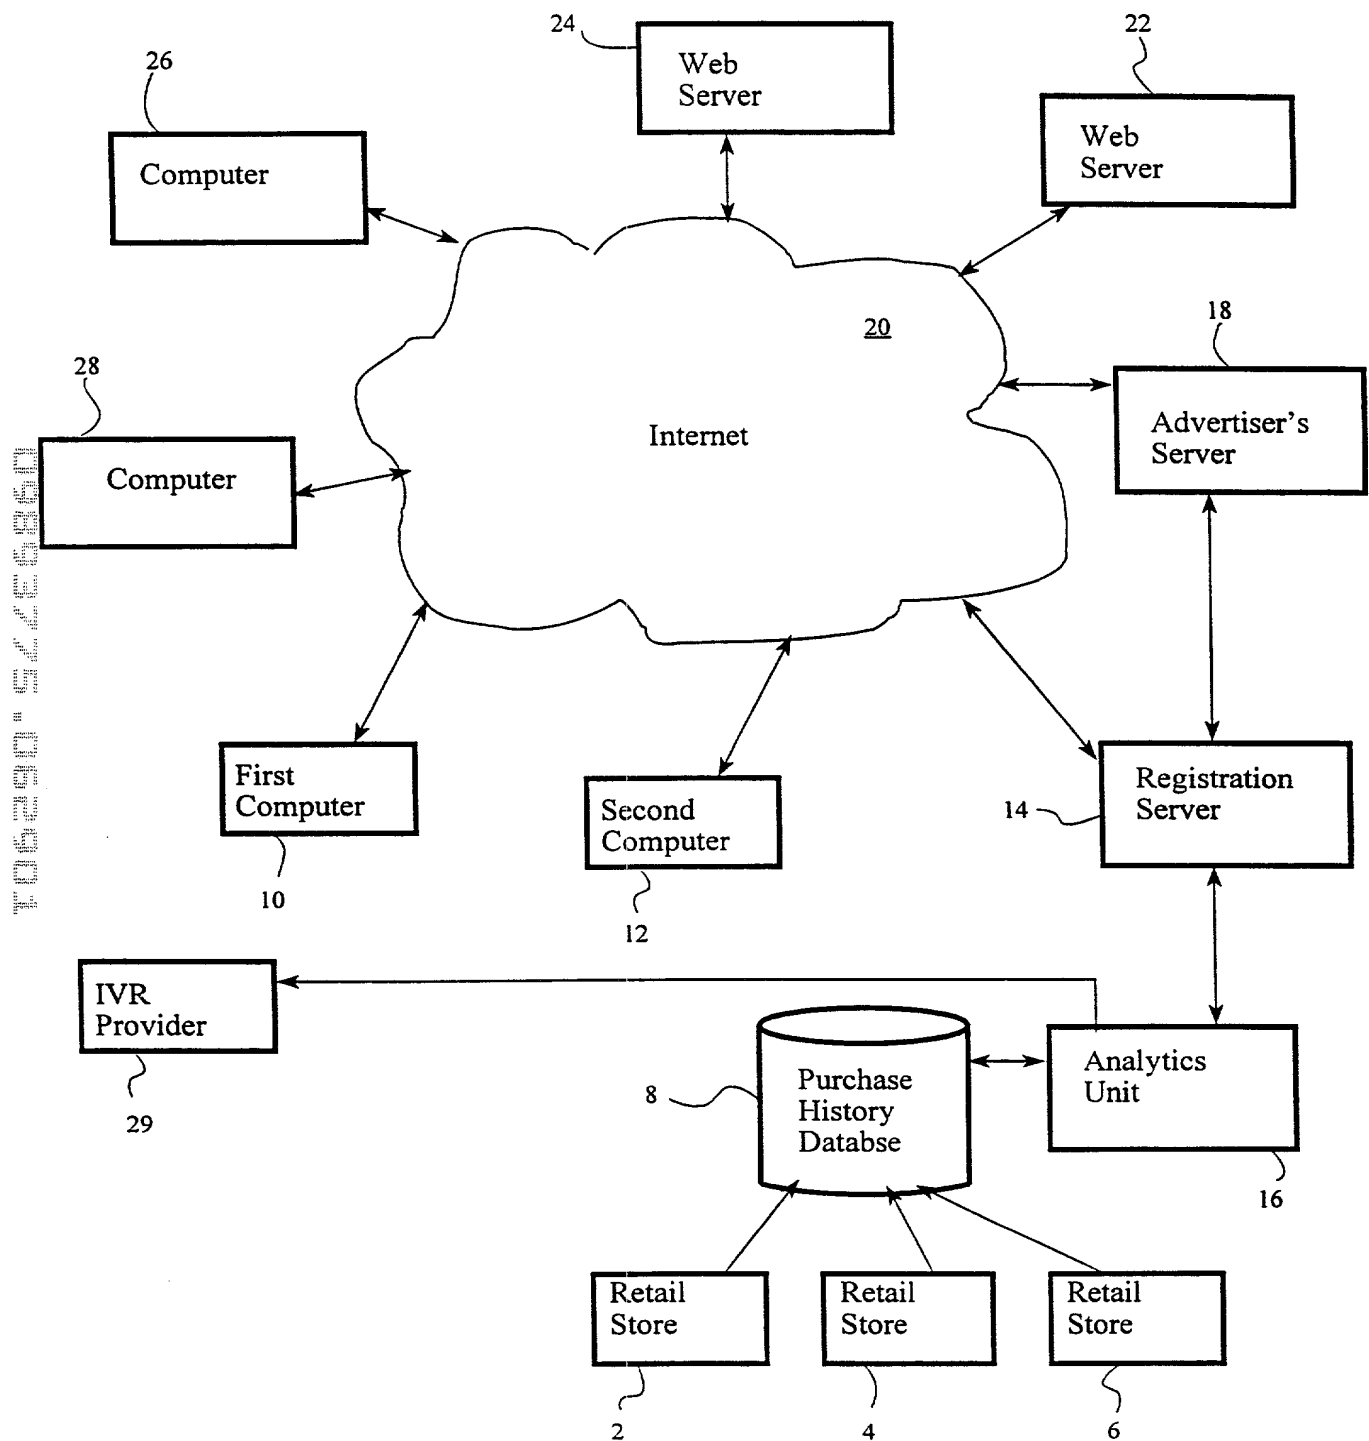 24
Web
Server
22
Web
Server
26
Computer
20
18
Advertiser's
Server
28
Computer
Internet
First
Computer
10
Second
Computer
12
14
Registration
Server
IVR
Provider
29
8
Purchase
History
Databse
Analytics
Unit
16
Retail
Store
2
Retail
Store
4
Retail
Store
6